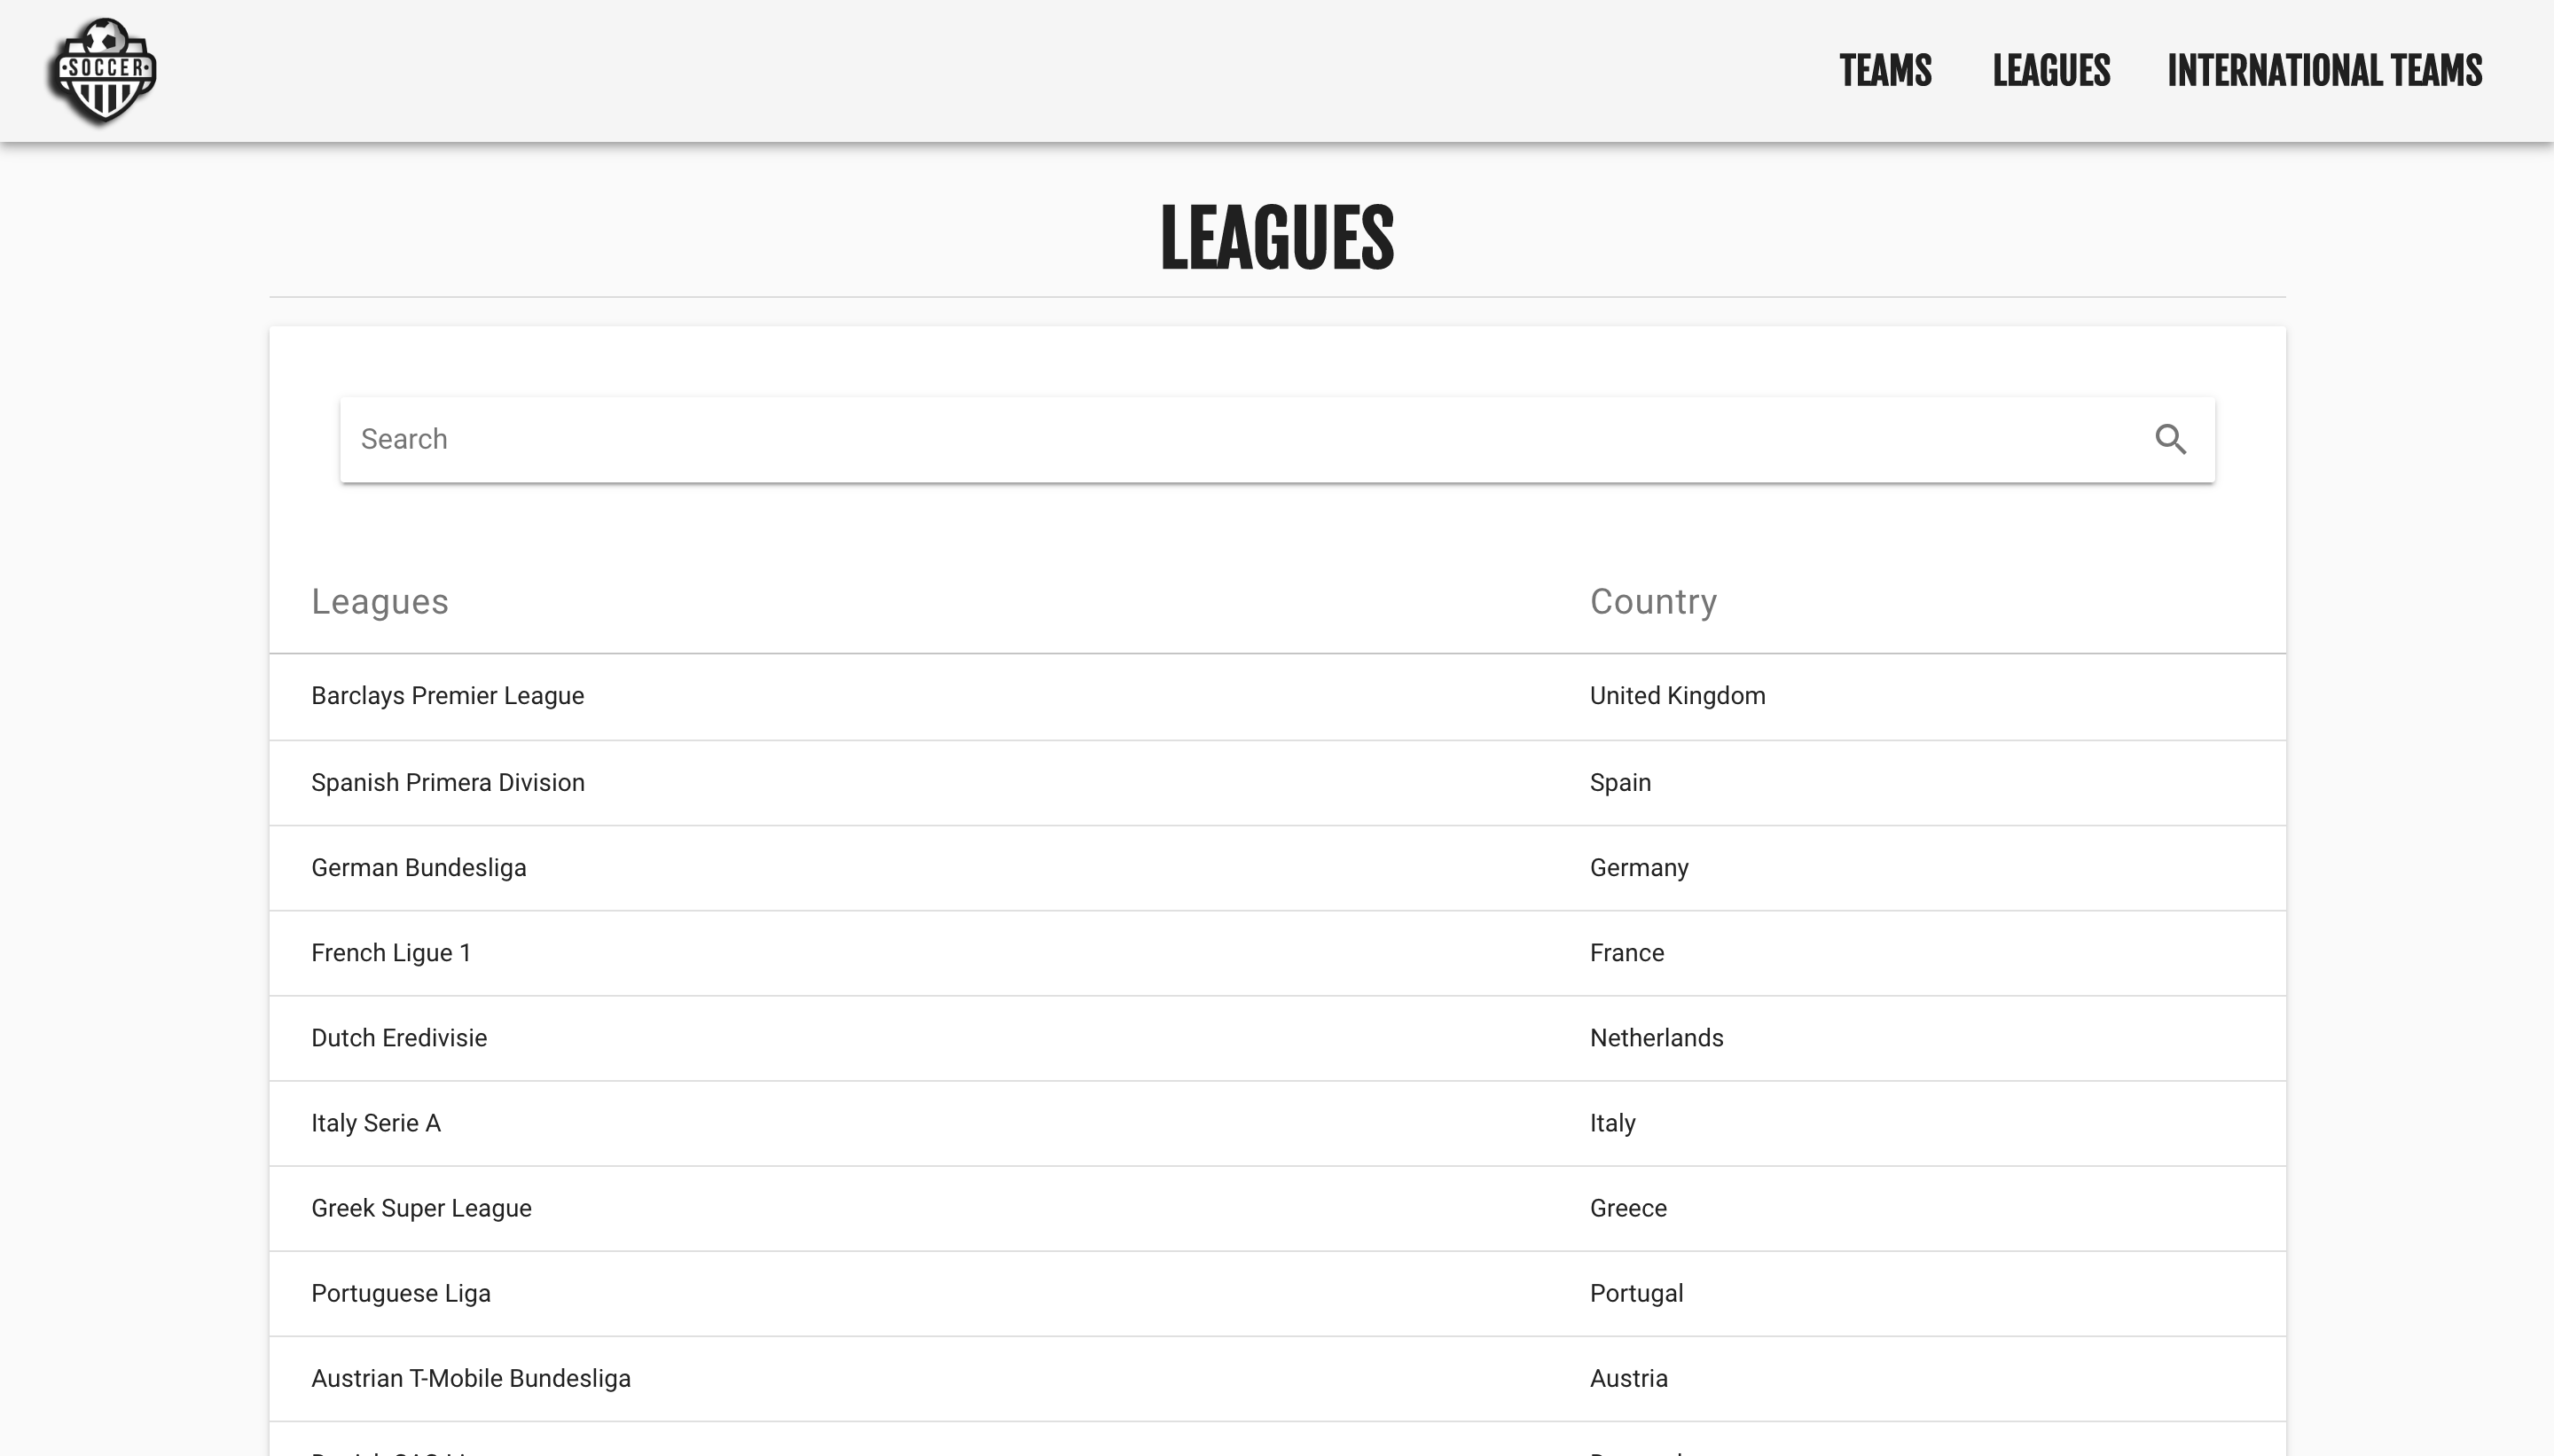 •SOCCER•
TEAMS LEAGUES INTERNATIONAL TEAMS
LEAGUES
Search
Leagues Country
Barclays Premier League United Kingdom
Spanish Primera Division Spain
German Bundesliga Germany
French Ligue 1 France
Dutch Eredivisie Netherlands
Italy Serie A Italy
Greek Super League Greece
Portuguese Liga Portugal
Austrian T-Mobile Bundesliga Austria